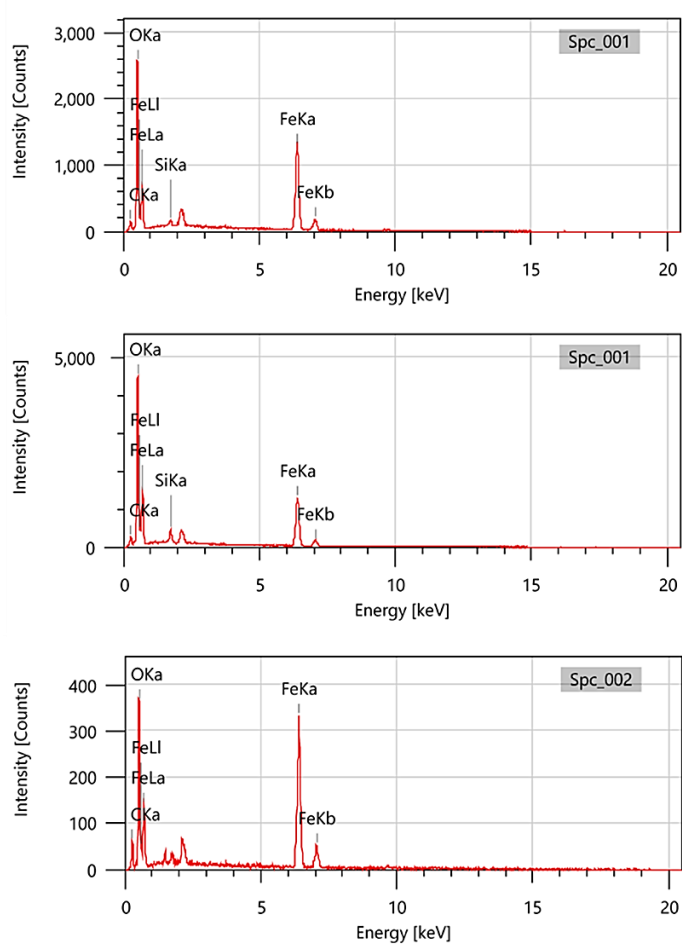 3,000
2,000
1,000
0
Intensity [Counts]
OKa
FeLl
FeLa
SiKa
CKa
FeKa
FeKb
Spc_001
0 5 10 15 20
Energy [keV]
5,000
0
Intensity [Counts]
OKa
FeLl
FeLa
SiKa
CKa
FeKa
FeKb
Spc_001
0 5 10 15 20
Energy [keV]
400
300
200
100
0
Intensity [Counts]
OKa
FeLl
FeLa
CKa
FeKa
FeKb
Spc_002
0 5 10 15 20
Energy [keV]